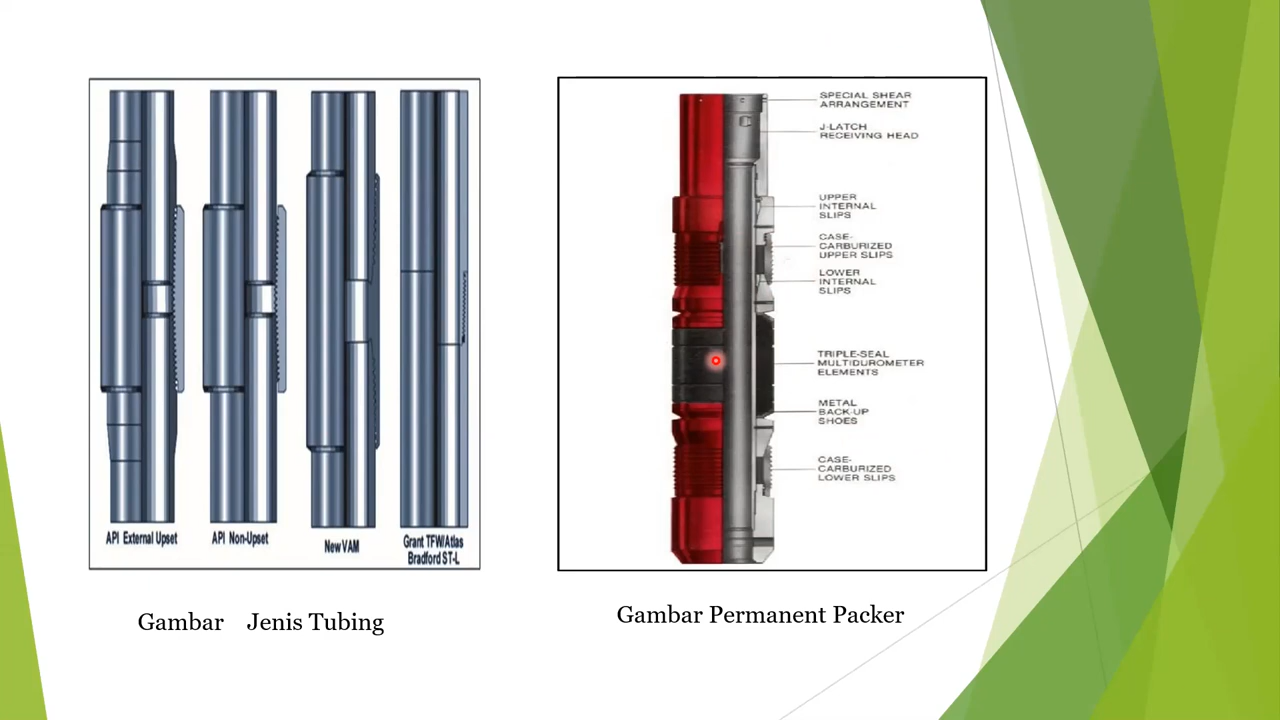 API External Upset
API Non-Upset
New VAM
Grant TFW/Atlas
Bradford ST-L
Gambar Jenis Tubing
SPECIAL SHEAR
ARRANGEMENT
J-LATCH
RECEIVING HEAD
UPPER
INTERNAL
SLIPS
CASE-
CARBURIZED
UPPER SLIPS
LOWER
INTERNAL
SLIPS
TRIPLE-SEAL
MULTIDUROMETER
ELEMENTS
METAL
BACK-UP
SHOES
CASE-
CARBURIZED
LOWER SLIPS
Gambar Permanent Packer